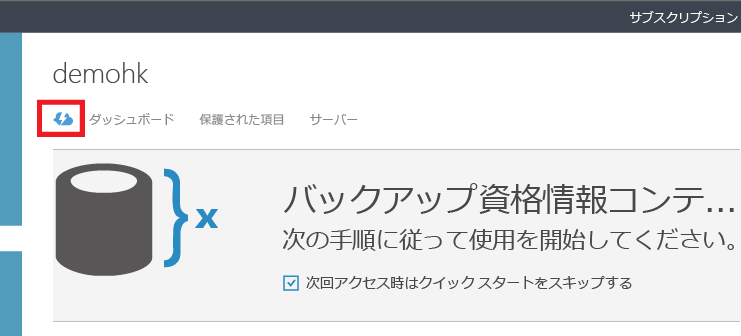 サブスクリプション
demohk
ダッシュボード 保護された項目 サーバー
x
バックアップ資格情報コンテ...
次の手順に従って使用を開始してください。
次回アクセス時はクイック スタートをスキップする